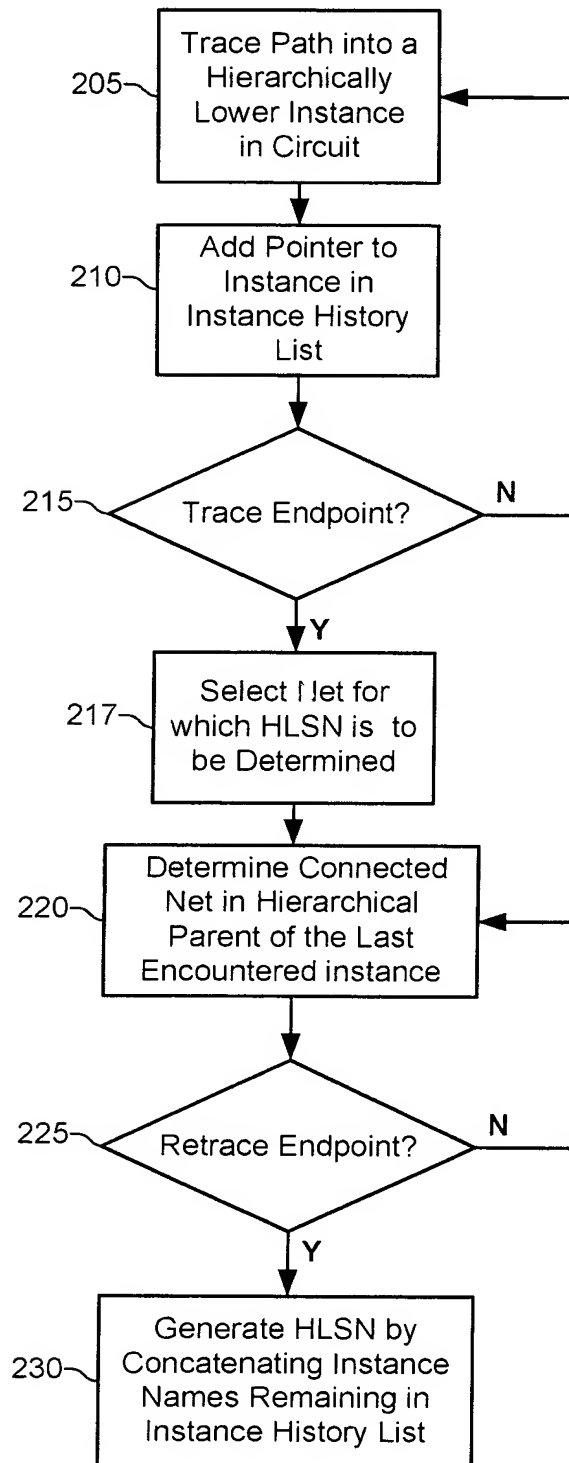 205
Trace Path into a
Hierarchically
Lower Instance
in Circuit
210
Add Pointer to
Instance in
Instance History
List
215
Trace Endpoint?
N
Y
217
Select Net for
which HLSN is to
be Determined
220
Determine Connected
Net in Hierarchical
Parent of the Last
Encountered instance
225
Retrace Endpoint?
N
Y
230
Generate HLSN by
Concatenating Instance
Names Remaining in
Instance History List